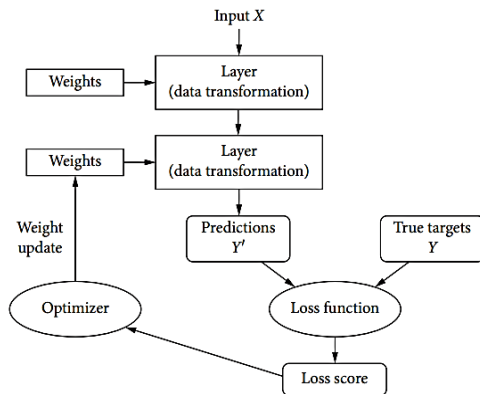 Input X
Weights
Layer
(data transformation)
Weights
Layer
(data transformation)
Weight
update
Predictions
Y′
True targets
Y
Optimizer
Loss function
Loss score